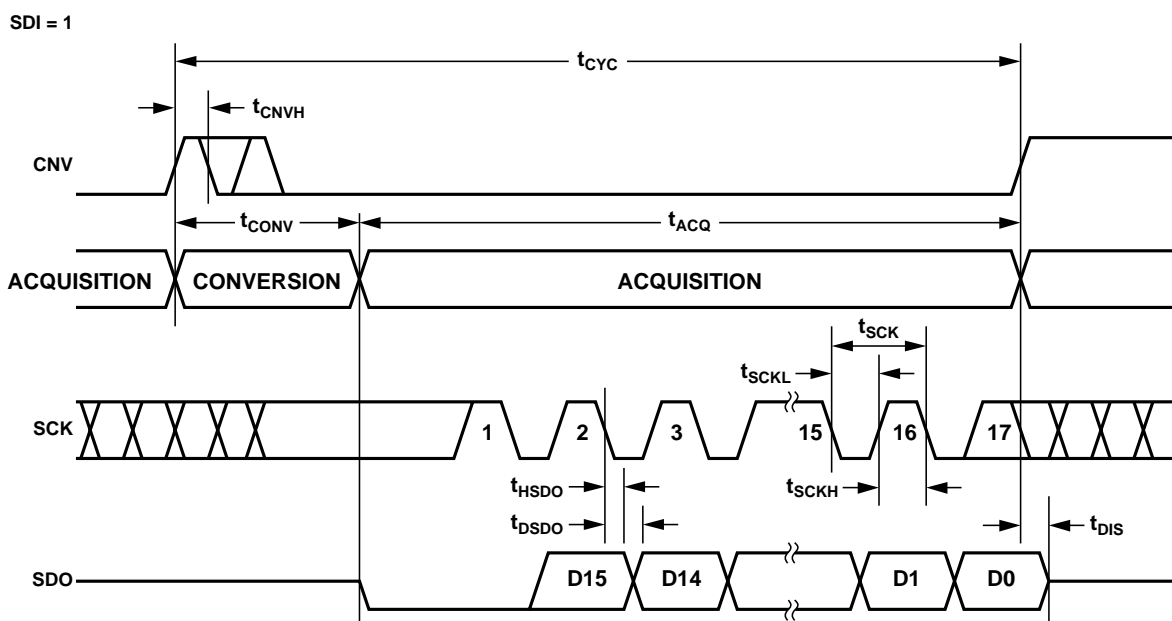 SDI = 1
tCYC
tCNVH
CNV
tCONV
tACQ
ACQUISITION
CONVERSION
ACQUISITION
tSCK
tSCKL
SCK
1
2
3
15
16
17
tHSDO
tSCKH
tDSDO
tDIS
SDO
D15
D14
D1
D0